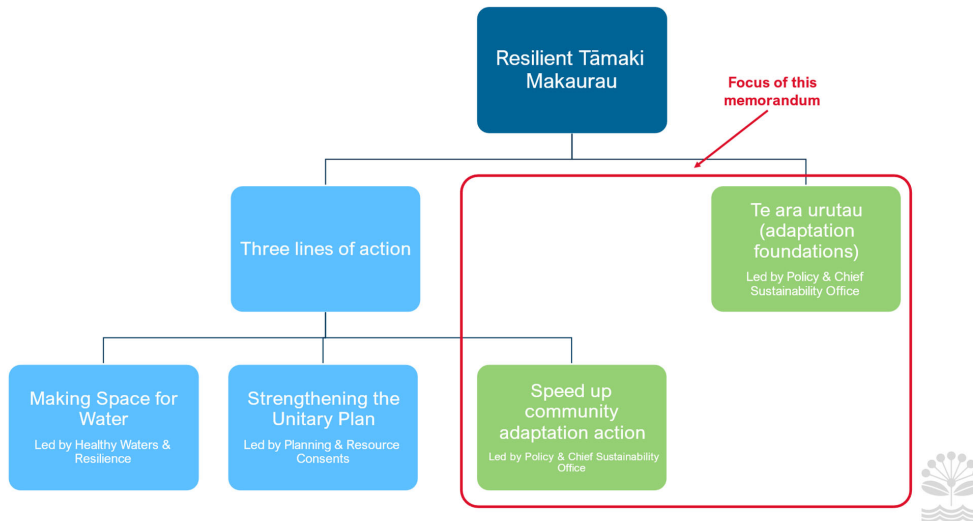 Resilient Tāmaki
Makaurau
Focus of this
memorandum
Three lines of action
Te ara urutau
(adaptation
foundations)
Led by Policy & Chief
Sustainability Office
Making Space for
Water
Led by Healthy Waters &
Resilience
Strengthening the
Unitary Plan
Led by Planning & Resource
Consents
Speed up
community
adaptation action
Led by Policy & Chief Sustainability
Office